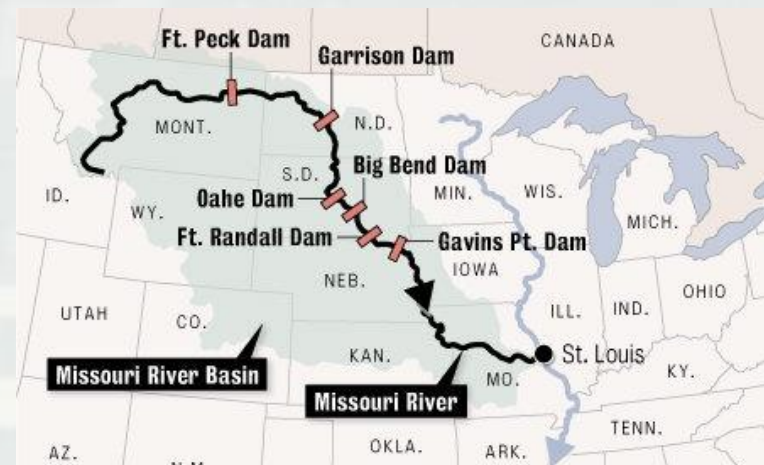 Ft. Peck Dam
CANADA
Garrison Dam
MONT.
N.D.
Big Bend Dam
S.D.
ID.
Oahe Dam
MIN.
WIS.
WY.
MICH.
Ft. Randall Dam
Gavins Pt. Dam
IOWA
NEB.
OHIO
UTAH
CO.
ILL.
IND.
KAN.
St. Louis
Missouri River Basin
MO.
KY.
Missouri River
TENN.
OKLA.
ARK.
AZ.